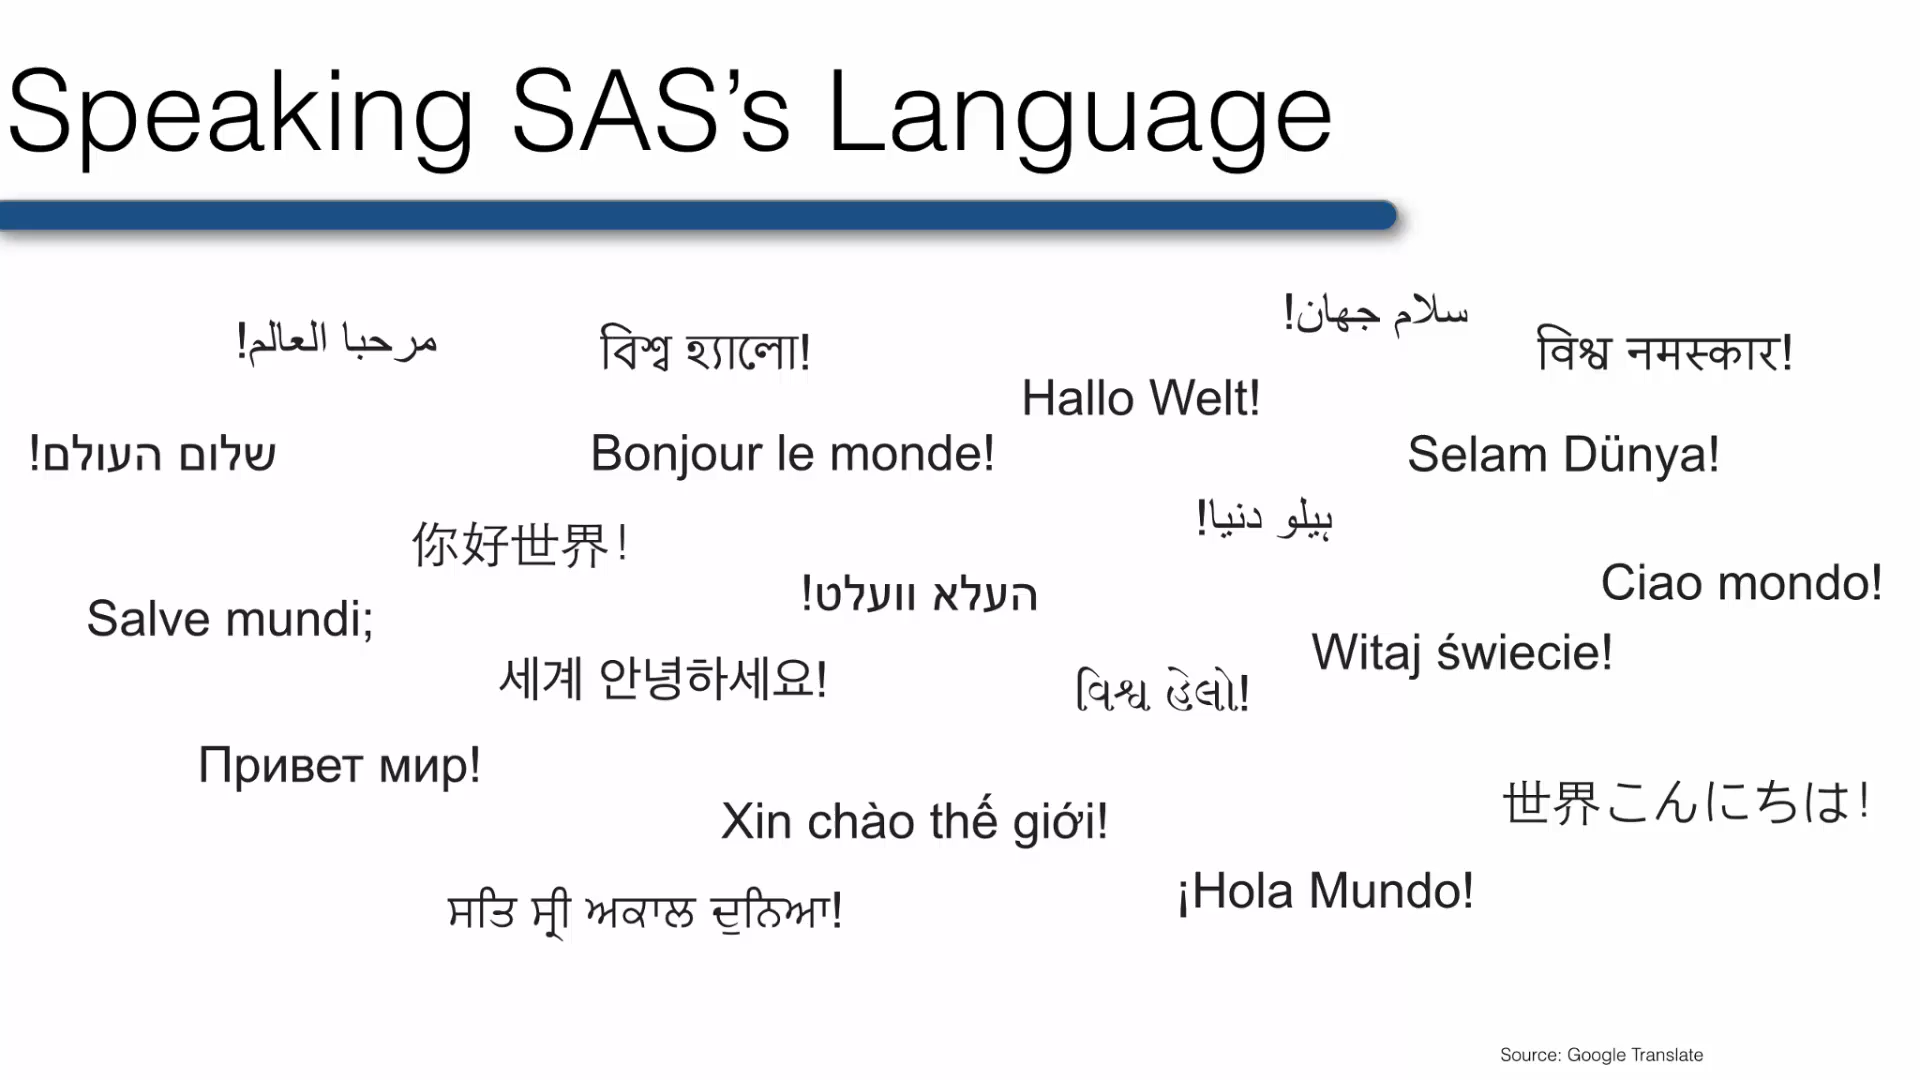 Speaking SAS's Language
سلام جهان!
مرحبا العالم!
বিশ্ব হ্যালো!
विश्व नमस्कार!
Hallo Welt!
שלום העולם!
Bonjour le monde!
Selam Dünya!
ہیلو دنیا!
你好世界！
Ciao mondo!
העלא וועלט!
Salve mundi;
Witaj świecie!
세계 안녕하세요!
વિશ્વ હેલો!
Привет мир!
世界こんにちは！
Xin chào thế giới!
¡Hola Mundo!
ਸਤਿ ਸ੍ਰੀ ਅਕਾਲ ਦੁਨਿਆ!
Source: Google Translate